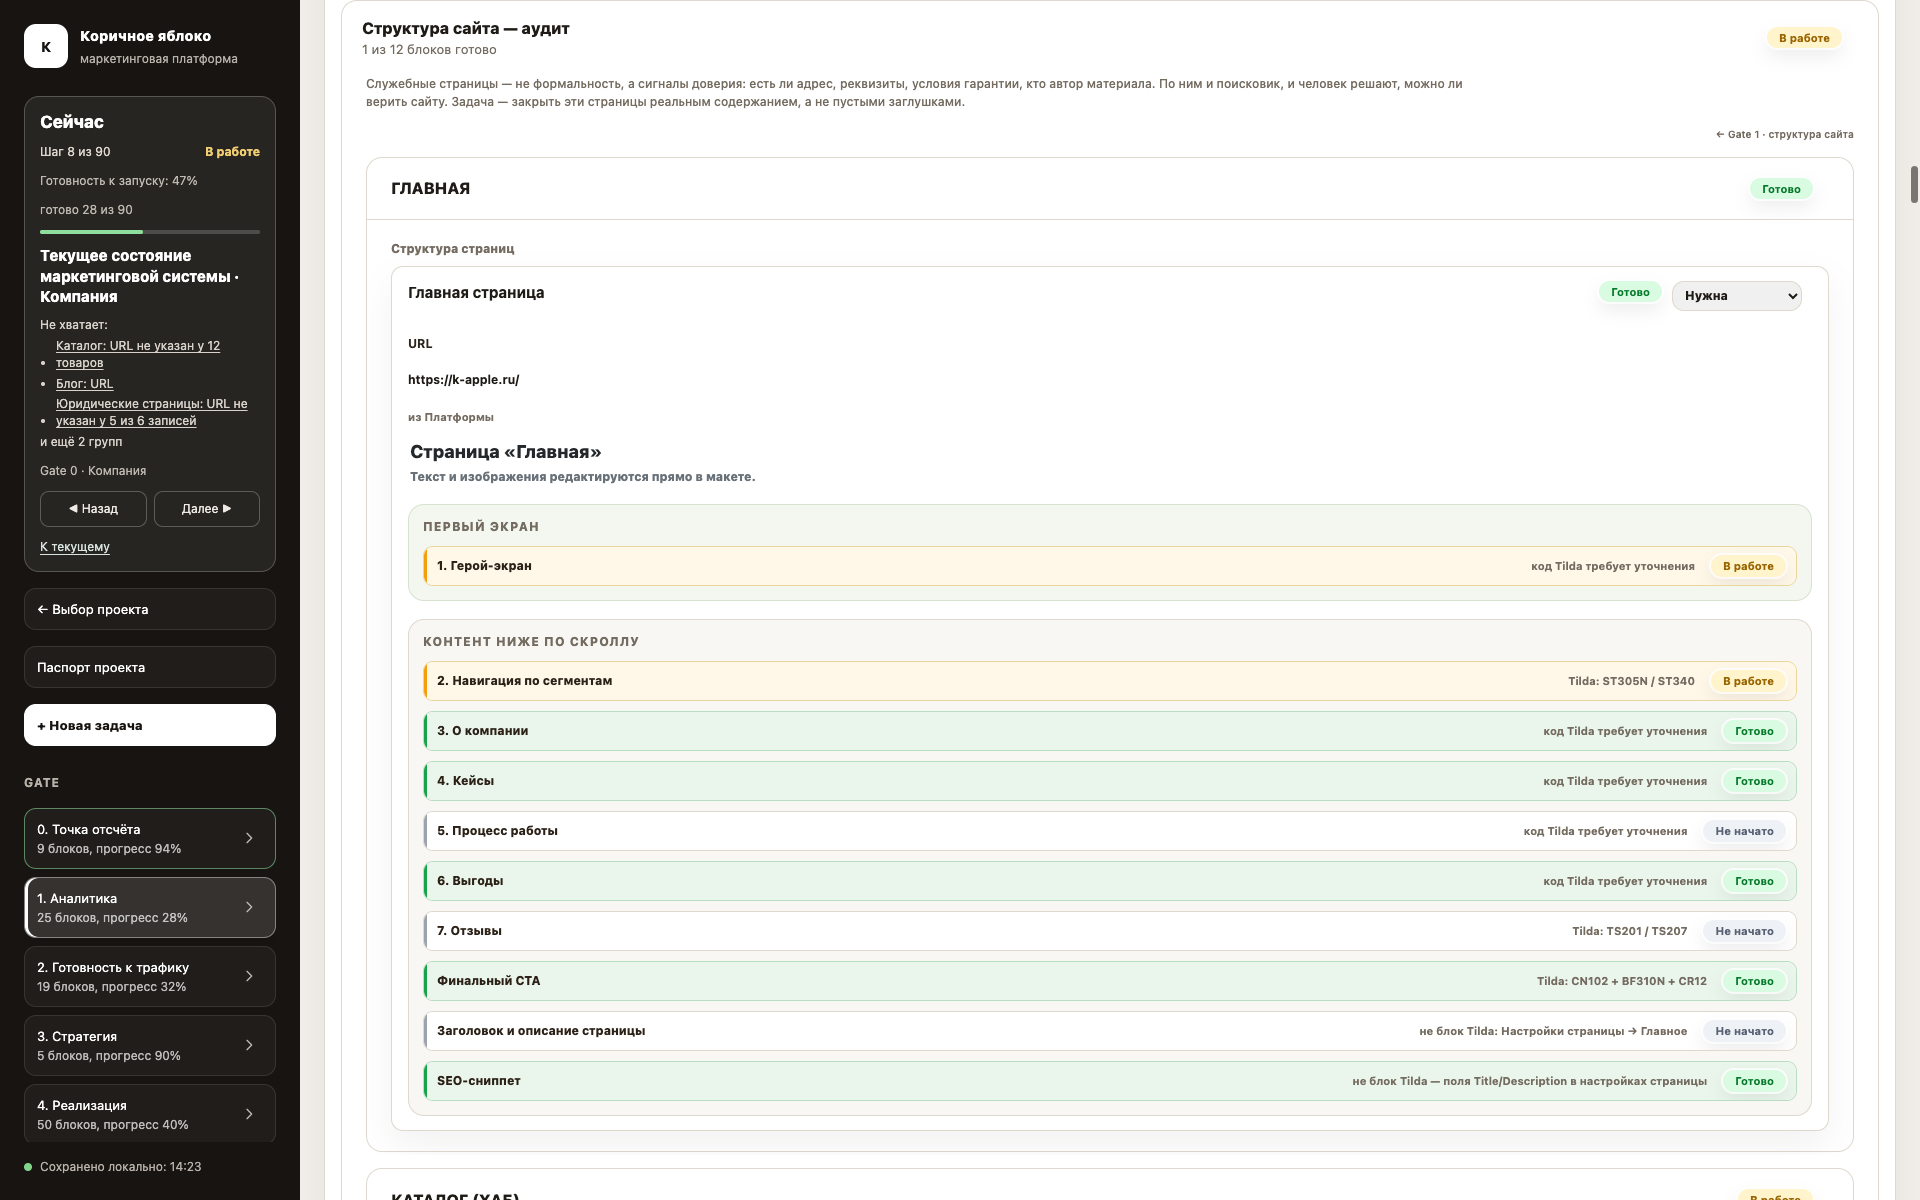 К
Коричное яблоко
маркетинговая платформа
Сейчас
Шаг 8 из 90
В работе
Готовность к запуску: 47%
готово 28 из 90
Текущее состояние
маркетинговой системы ·
Компания
Не хватает:
Каталог: URL не указан у 12
товаров
Блог: URL
Юридические страницы: URL не
указан у 5 из 6 записей
и ещё 2 групп
Gate 0 · Компания
◀ Назад
Далее ▶
К текущему
← Выбор проекта
Паспорт проекта
+ Новая задача
GATE
0. Точка отсчёта
9 блоков, прогресс 94%
1. Аналитика
25 блоков, прогресс 28%
2. Готовность к трафику
19 блоков, прогресс 32%
3. Стратегия
5 блоков, прогресс 90%
4. Реализация
50 блоков, прогресс 40%
Сохранено локально: 14:23
Структура сайта — аудит
1 из 12 блоков готово
В работе
Служебные страницы — не формальность, а сигналы доверия: есть ли адрес, реквизиты, условия гарантии, кто автор материала. По ним и поисковик, и человек решают, можно ли
верить сайту. Задача — закрыть эти страницы реальным содержанием, а не пустыми заглушками.
← Gate 1 · структура сайта
ГЛАВНАЯ
Готово
Структура страниц
Главная страница
Готово
Нужна
URL
https://k-apple.ru/
из Платформы
Страница «Главная»
Текст и изображения редактируются прямо в макете.
ПЕРВЫЙ ЭКРАН
1. Герой-экран
код Tilda требует уточнения
В работе
КОНТЕНТ НИЖЕ ПО СКРОЛЛУ
2. Навигация по сегментам
Tilda: ST305N / ST340
В работе
3. О компании
код Tilda требует уточнения
Готово
4. Кейсы
код Tilda требует уточнения
Готово
5. Процесс работы
код Tilda требует уточнения
Не начато
6. Выгоды
код Tilda требует уточнения
Готово
7. Отзывы
Tilda: TS201 / TS207
Не начато
Финальный CTA
Tilda: CN102 + BF310N + CR12
Готово
Заголовок и описание страницы
не блок Tilda: Настройки страницы → Главное
Не начато
SEO-сниппет
не блок Tilda — поля Title/Description в настройках страницы
Готово
КАТАЛОГ (ХАБ)
В работе